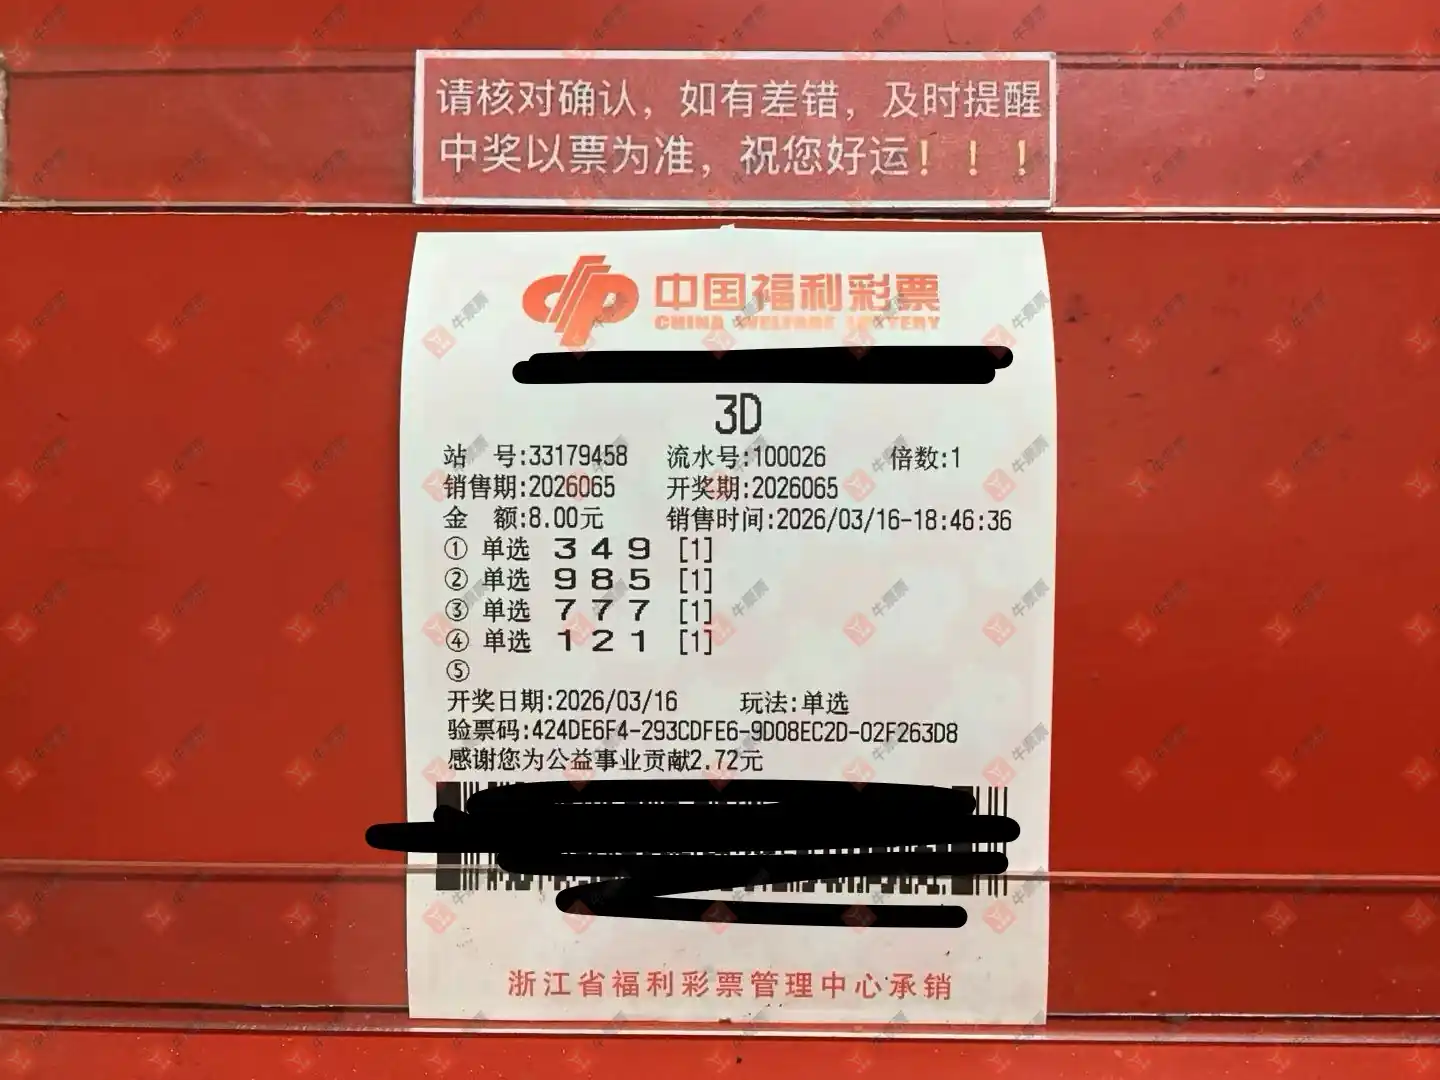 请核对确认，如有差错，及时提醒
中奖以票为准，祝您好运！！！
中国福利彩票
CHINA WELFARE LOTTERY
3D
站 号:33179458 流水号:100026 倍数:1
销售期:2026065 开奖期:2026065
金 额:8.00元 销售时间:2026/03/16-18:46:36
① 单选 3 4 9 [1]
② 单选 9 8 5 [1]
③ 单选 7 7 7 [1]
④ 单选 1 2 1 [1]
⑤
开奖日期:2026/03/16 玩法:单选
验票码:424DE6F4-293CDFE6-9D08EC2D-02F263D8
感谢您为公益事业贡献2.72元
浙江省福利彩票管理中心承销
牛票票